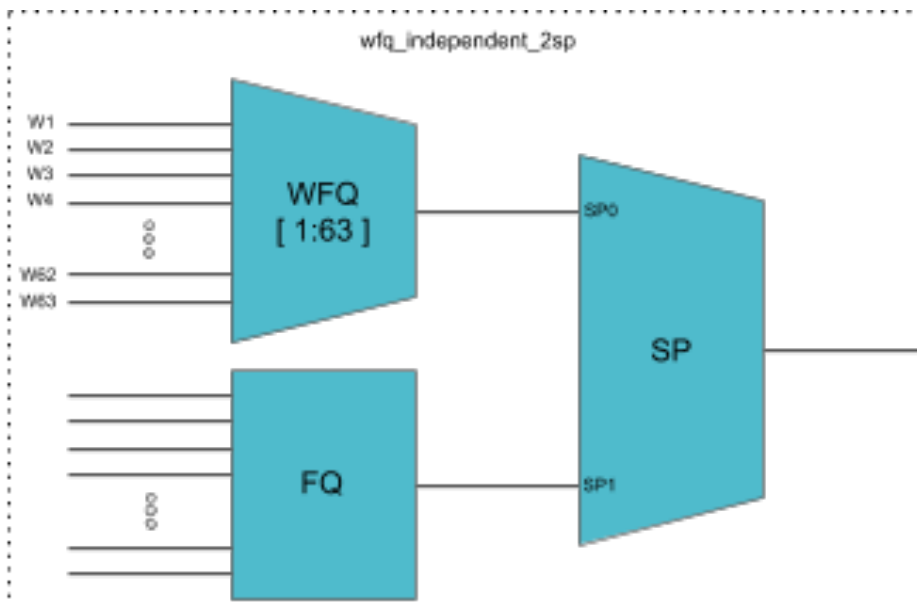 wfq_independent_2sp
W1
W2
W3
W4
W62
W63
WFQ
[ 1:63 ]
SP0
SP
FQ
SP1